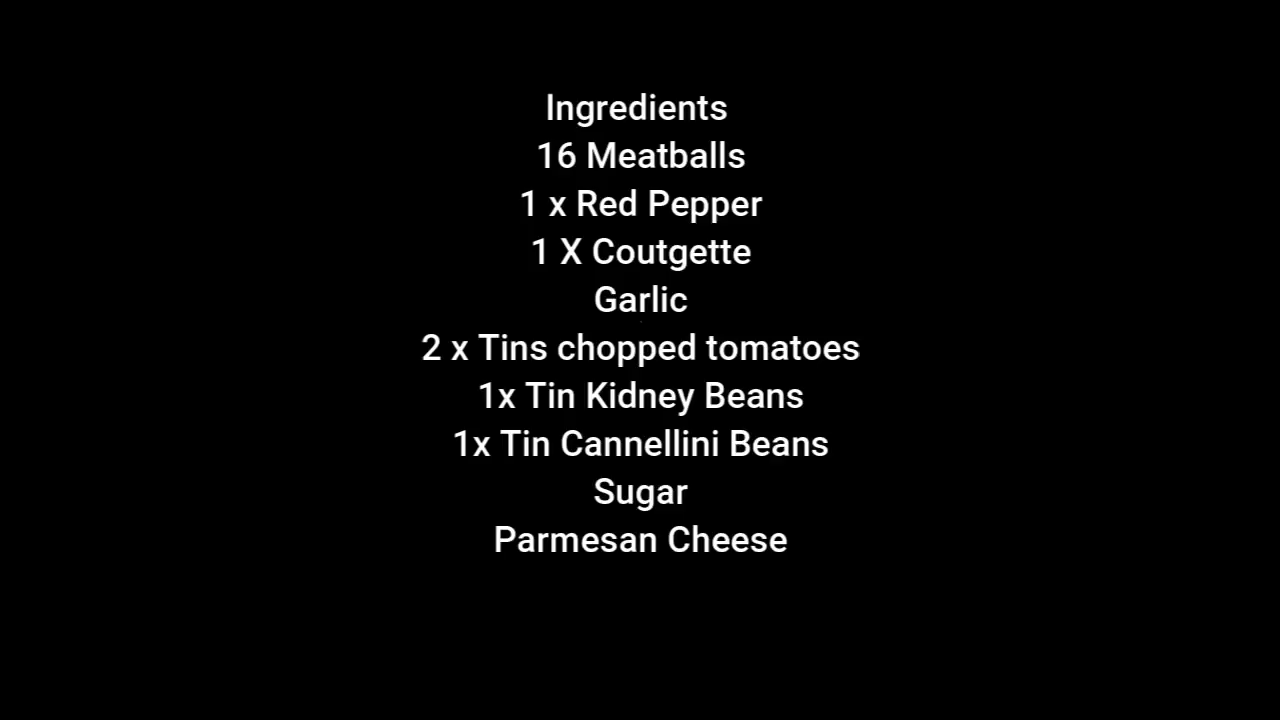 Ingredients
16 Meatballs
1 x Red Pepper
1 X Coutgette
Garlic
2 x Tins chopped tomatoes
1x Tin Kidney Beans
1x Tin Cannellini Beans
Sugar
Parmesan Cheese